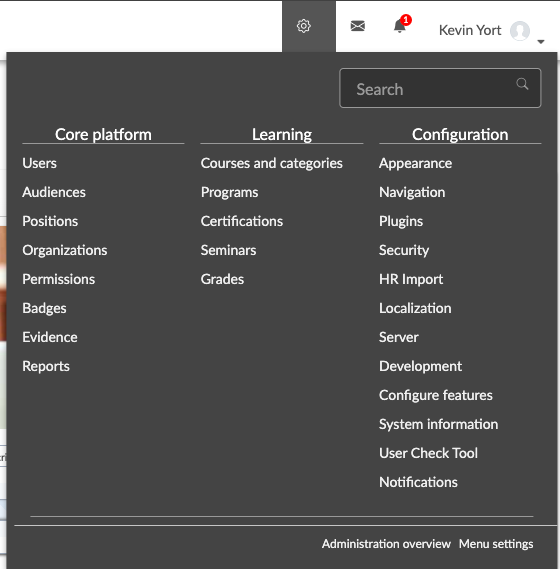 1
Kevin Yort
Search
Core platform
Users
Audiences
Positions
Organizations
Permissions
Badges
Evidence
Reports
Learning
Courses and categories
Programs
Certifications
Seminars
Grades
Configuration
Appearance
Navigation
Plugins
Security
HR Import
Localization
Server
Development
Configure features
System information
User Check Tool
Notifications
Administration overview Menu settings